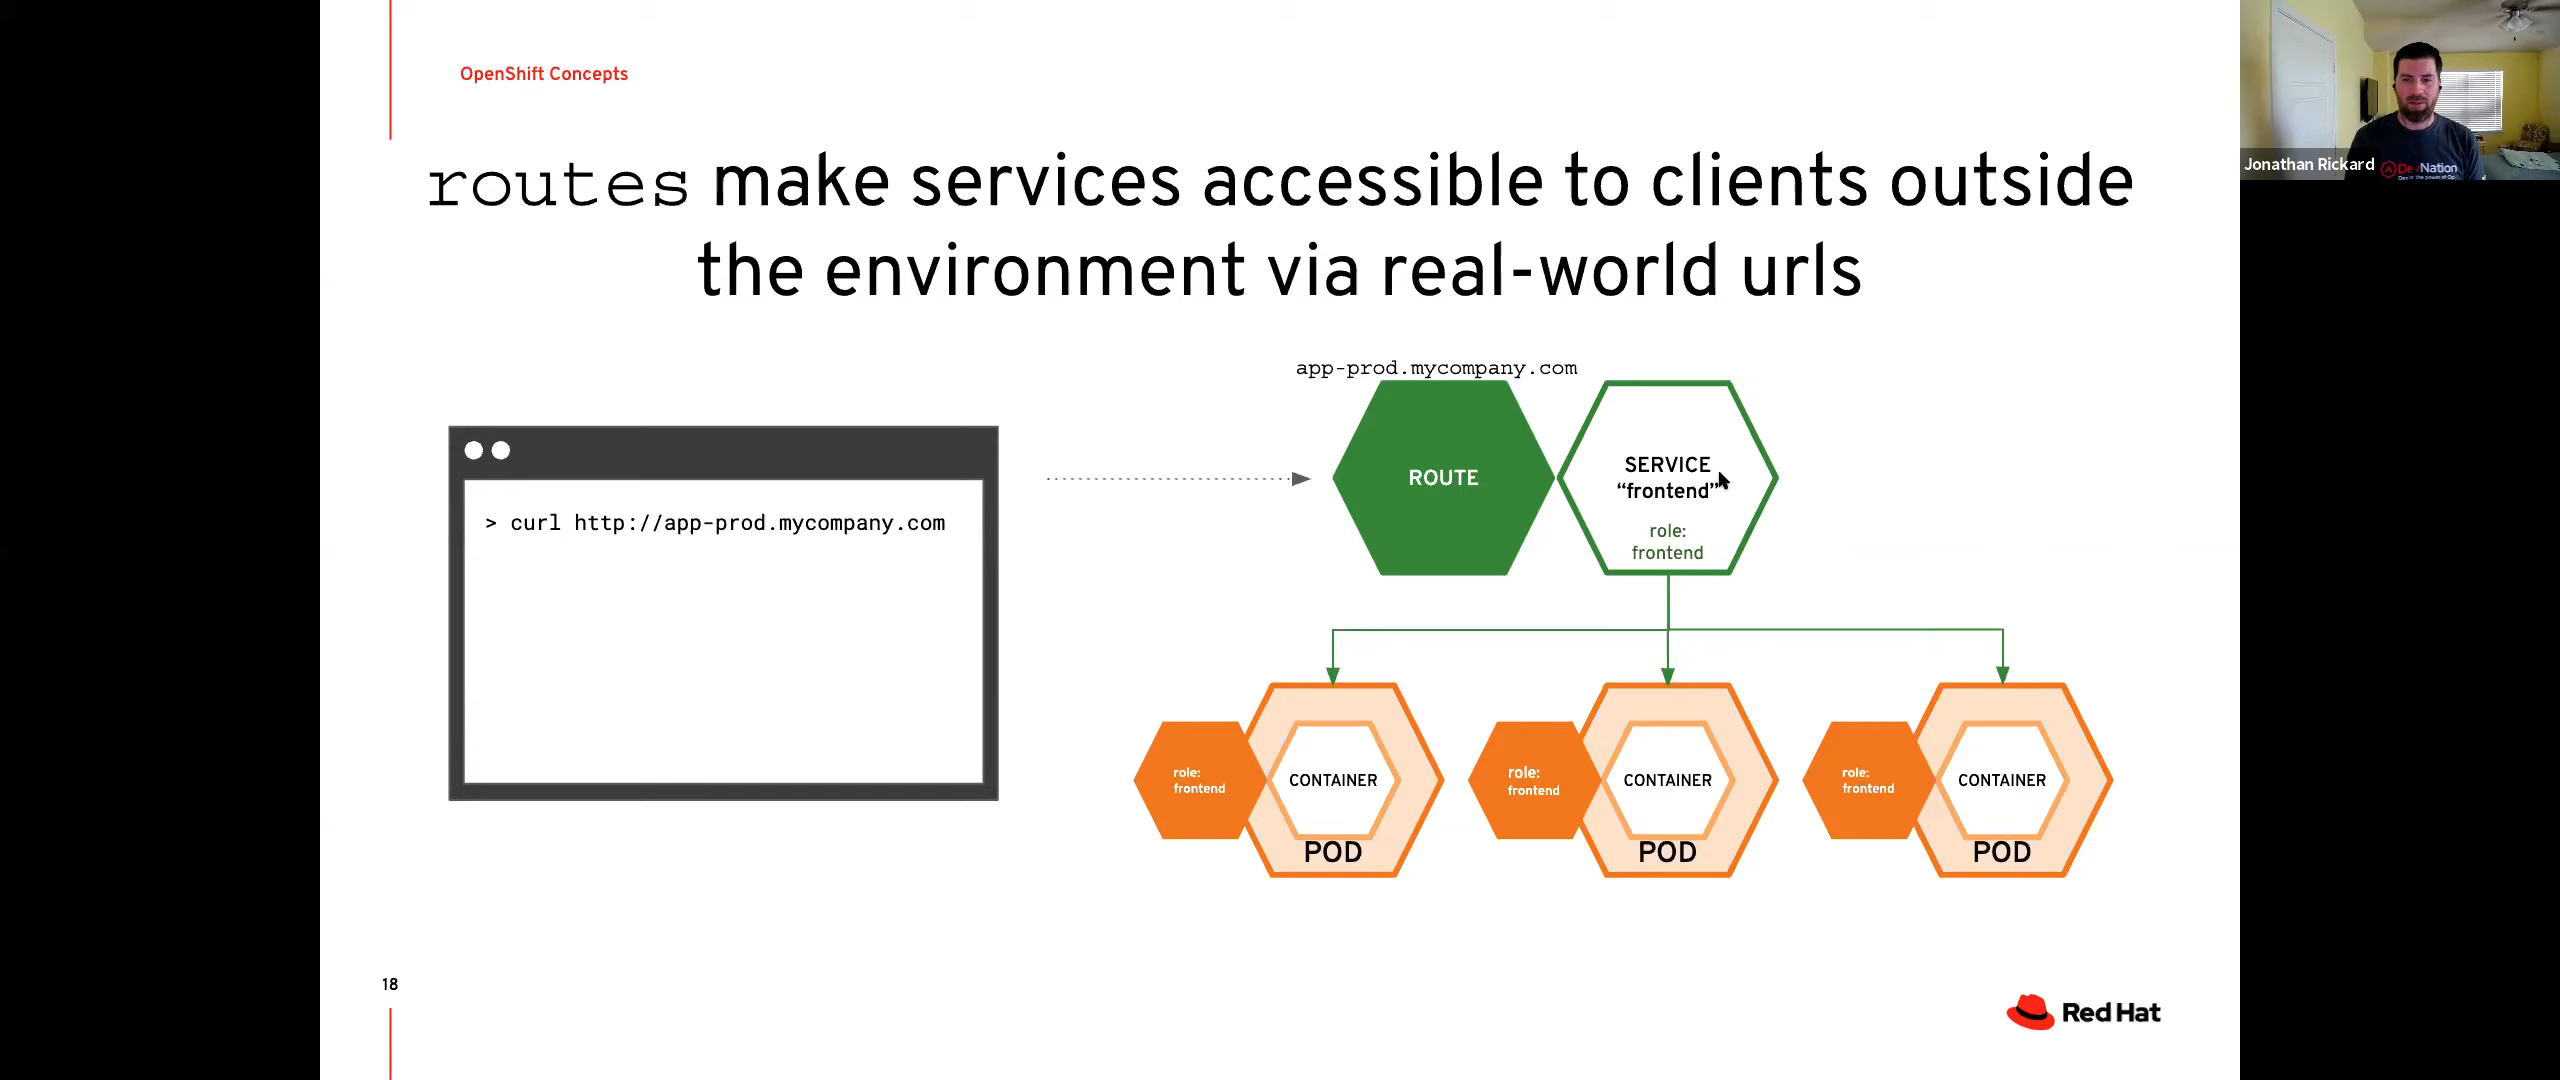 OpenShift Concepts
routes make services accessible to clients outside
the environment via real-world urls
app-prod.mycompany.com
> curl http://app-prod.mycompany.com
ROUTE
SERVICE
“frontend”
role:
frontend
role:
frontend
CONTAINER
POD
role:
frontend
CONTAINER
POD
role:
frontend
CONTAINER
POD
18
Red Hat
Jonathan Rickard
DevNation